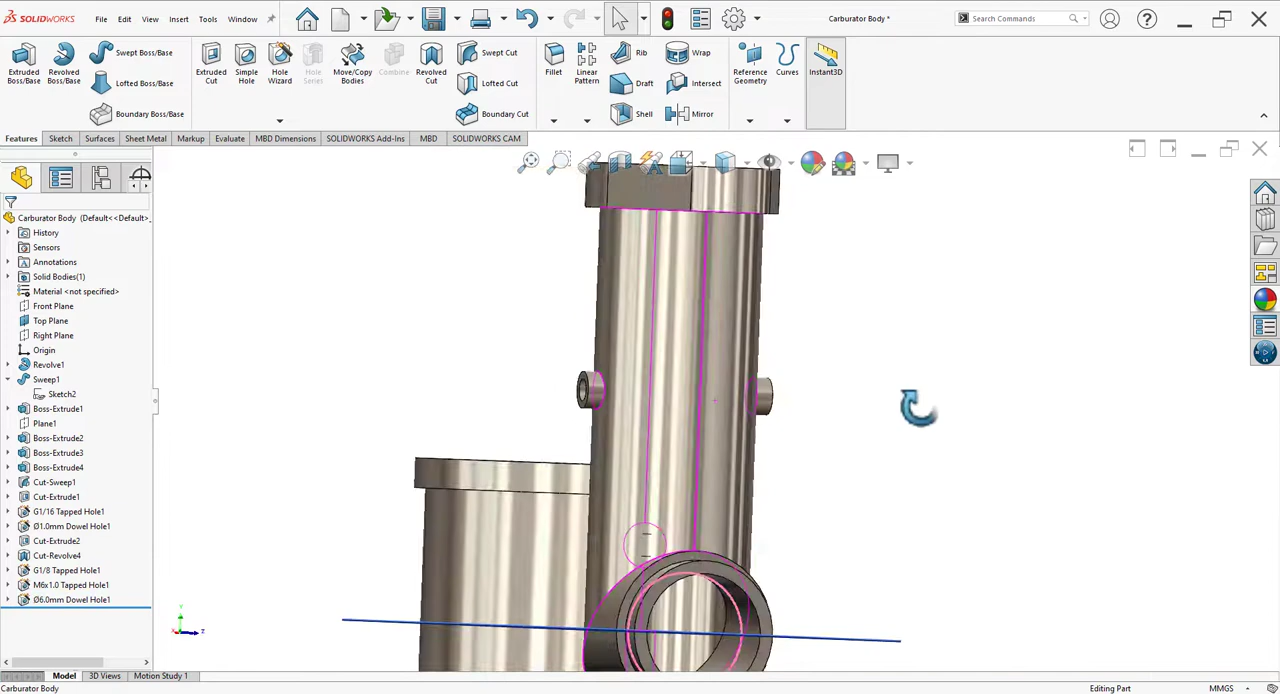 SOLIDWORKS
File Edit View Insert Tools Window
Carburator Body *
Search Commands
Extruded Boss/Base
Revolved Boss/Base
Swept Boss/Base
Lofted Boss/Base
Boundary Boss/Base
Extruded Cut
Simple Hole
Hole Wizard
Hole Series
Move/Copy Bodies
Combine
Revolved Cut
Swept Cut
Lofted Cut
Boundary Cut
Fillet
Linear Pattern
Rib
Draft
Shell
Wrap
Intersect
Mirror
Reference Geometry
Curves
Instant3D
Features Sketch Surfaces Sheet Metal Markup Evaluate MBD Dimensions SOLIDWORKS Add-Ins MBD SOLIDWORKS CAM
Carburator Body (Default<<Default>_
History
Sensors
Annotations
Solid Bodies(1)
Material <not specified>
Front Plane
Top Plane
Right Plane
Origin
Revolve1
Sweep1
Sketch2
Boss-Extrude1
Plane1
Boss-Extrude2
Boss-Extrude3
Boss-Extrude4
Cut-Sweep1
Cut-Extrude1
G1/16 Tapped Hole1
Ø1.0mm Dowel Hole1
Cut-Extrude2
Cut-Revolve4
G1/8 Tapped Hole1
M6x1.0 Tapped Hole1
Ø6.0mm Dowel Hole1
Y
X
Z
Model 3D Views Motion Study 1
Carburator Body
Editing Part
MMGS